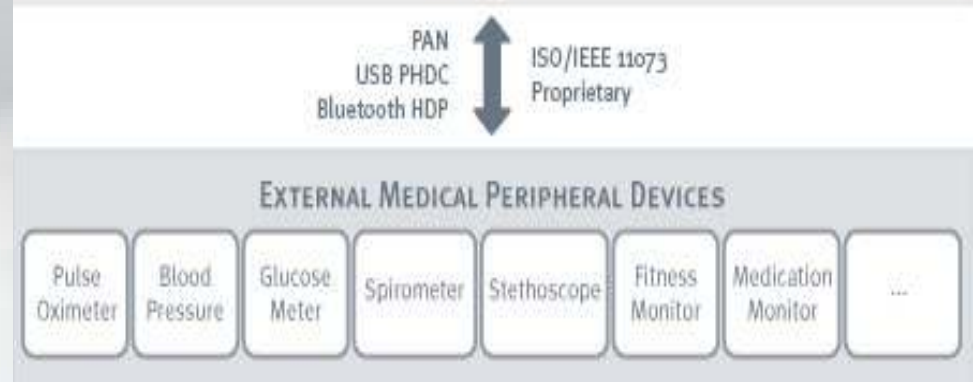 PAN
USB PHDC
Bluetooth HDP
ISO/IEEE 11073
Proprietary
EXTERNAL MEDICAL PERIPHERAL DEVICES
Pulse
Oximeter
Blood
Pressure
Glucose
Meter
Spirometer
Stethoscope
Fitness
Monitor
Medication
Monitor
...